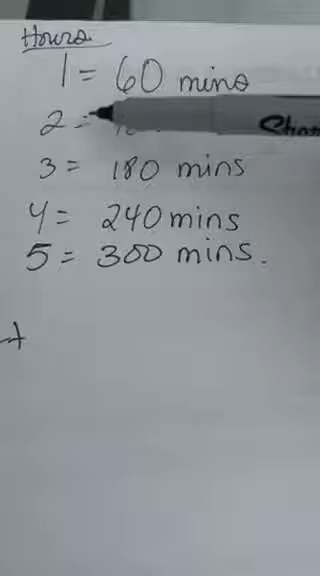 Hours
1 = 60 mins
2 =
3 = 180 mins
4 = 240 mins
5 = 300 mins.